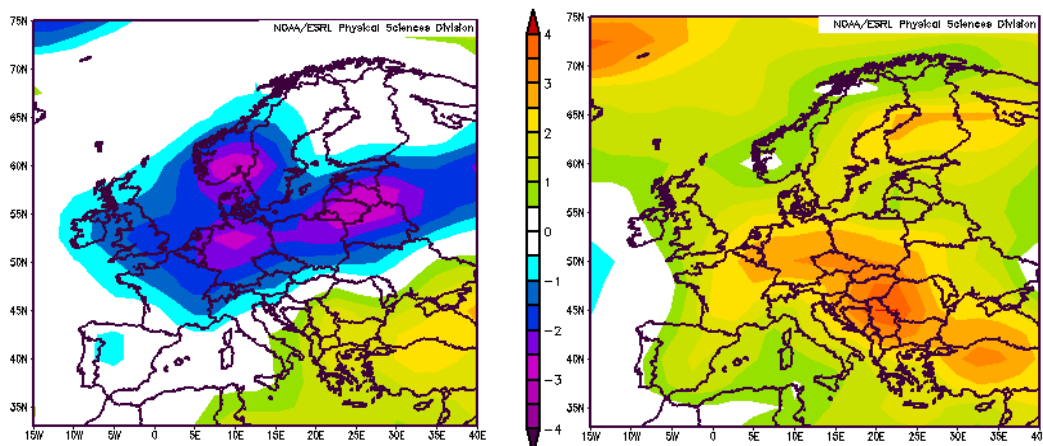 NOAA/ESRL Physical Sciences Division
75N
70N
65N
60N
55N
50N
45N
40N
35N
15W 10W 5W 0 5E 10E 15E 20E 25E 30E 35E 40E
4
3
2
1
0
-1
-2
-3
-4
NOAA/ESRL Physical Sciences Division
75N
70N
65N
60N
55N
50N
45N
40N
35N
15W 10W 5W 0 5E 10E 15E 20E 25E 30E 35E 40E